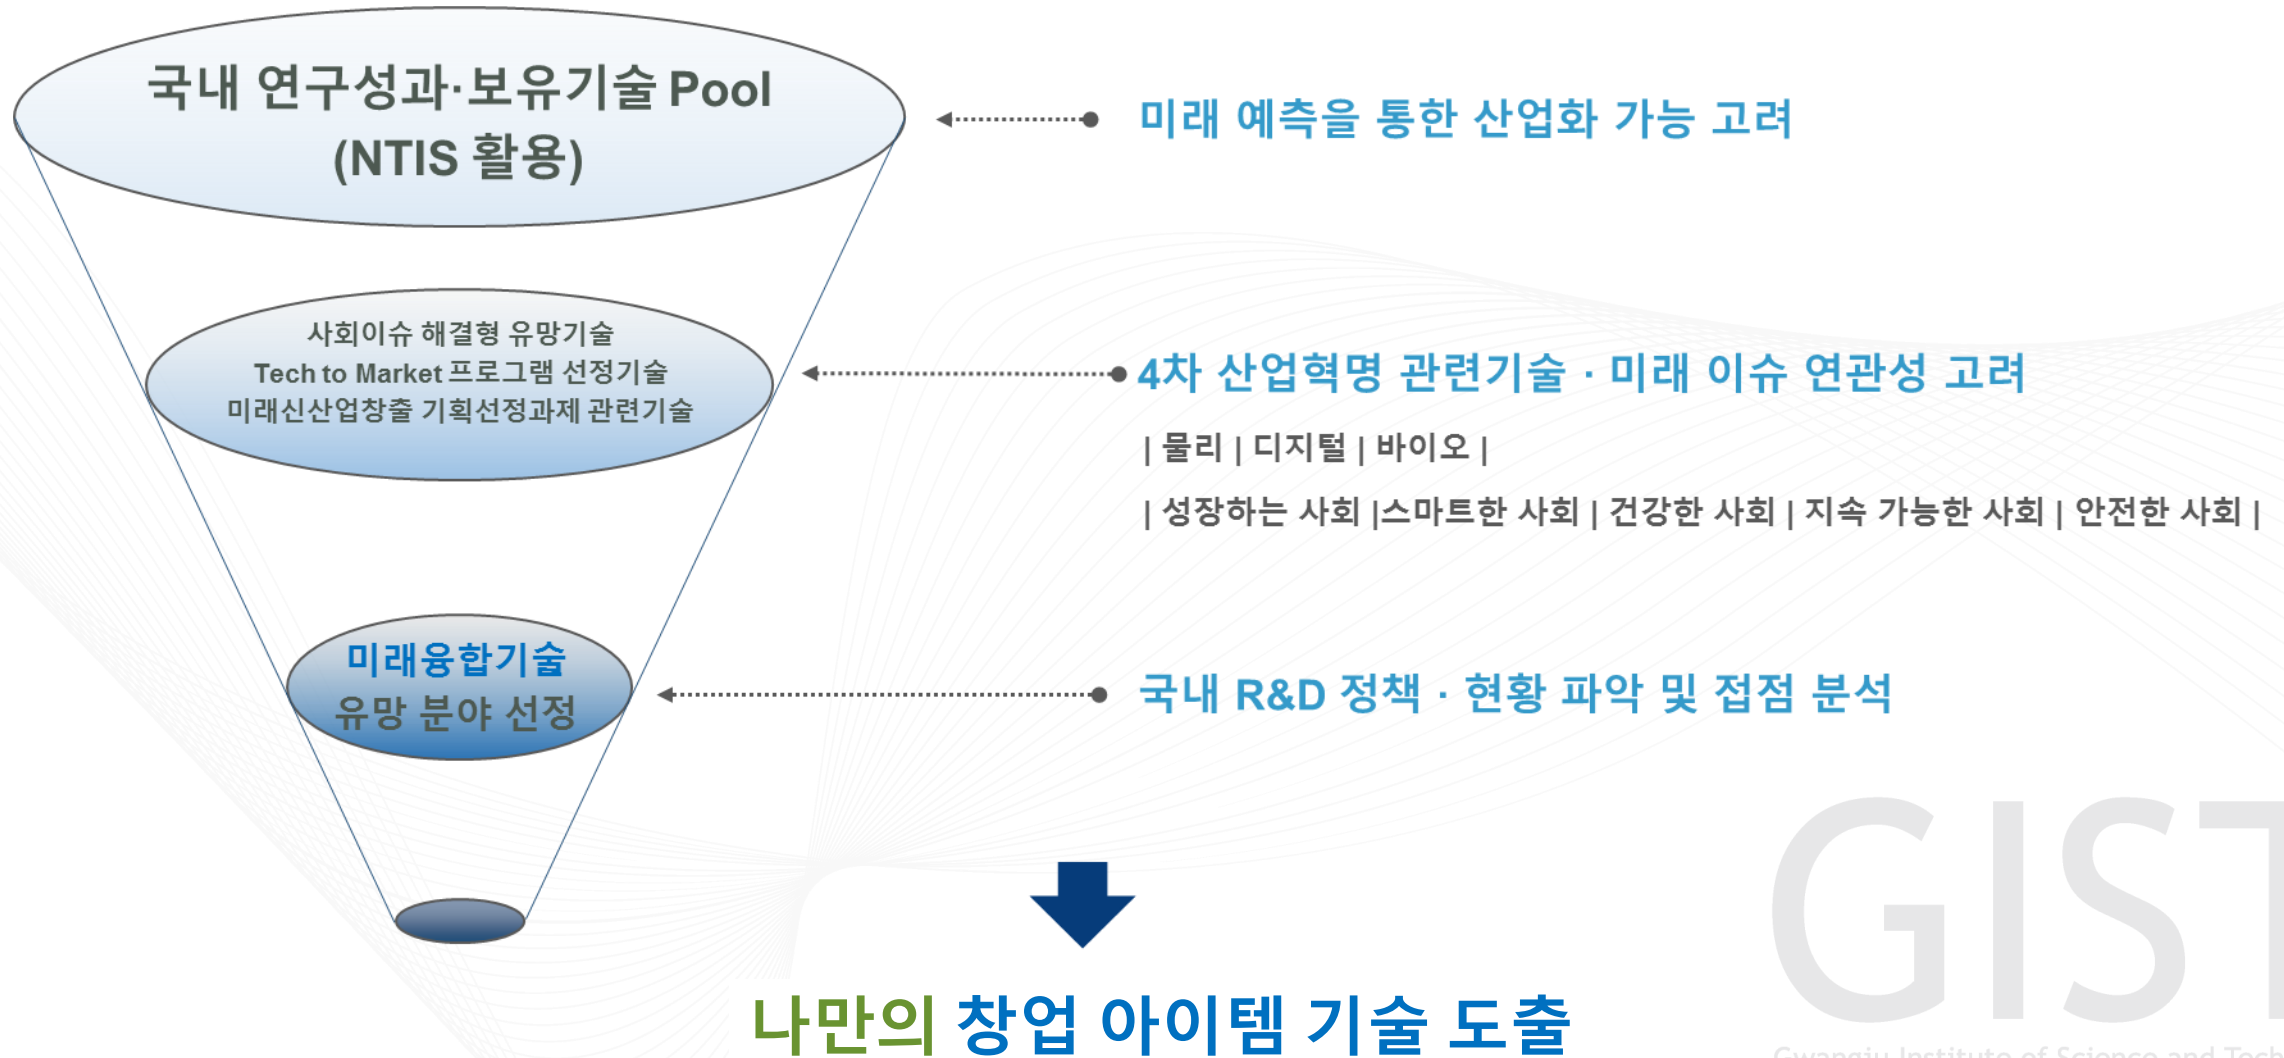 국내 연구성과·보유기술 Pool
(NTIS 활용)
미래 예측을 통한 산업화 가능 고려
사회이슈 해결형 유망기술
Tech to Market 프로그램 선정기술
미래신산업창출 기획선정과제 관련기술
4차 산업혁명 관련기술 · 미래 이슈 연관성 고려
| 물리 | 디지털 | 바이오 |
| 성장하는 사회 |스마트한 사회 | 건강한 사회 | 지속 가능한 사회 | 안전한 사회 |
미래융합기술
유망 분야 선정
국내 R&D 정책 · 현황 파악 및 접점 분석
나만의 창업 아이템 기술 도출
GIST
Gwangju Institute of Science and Tech